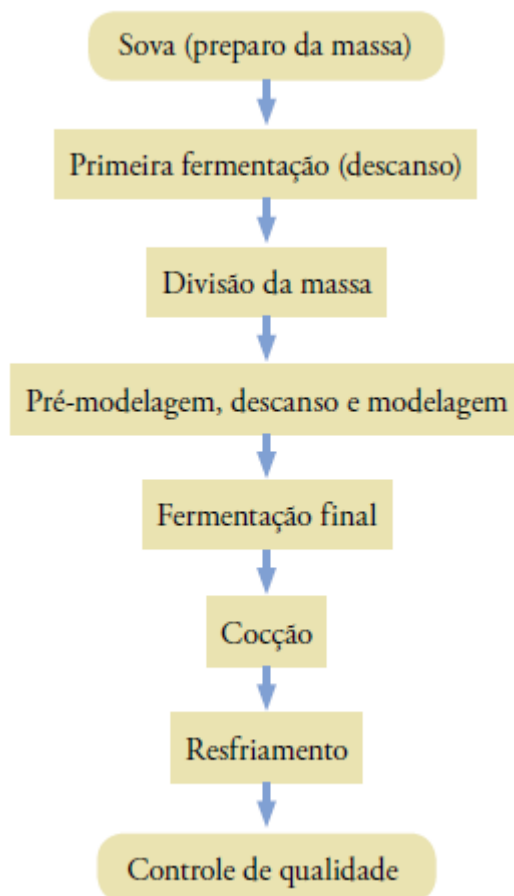 Sova (preparo da massa)
Primeira fermentação (descanso)
Divisão da massa
Pré-modelagem, descanso e modelagem
Fermentação final
Cocção
Resfriamento
Controle de qualidade